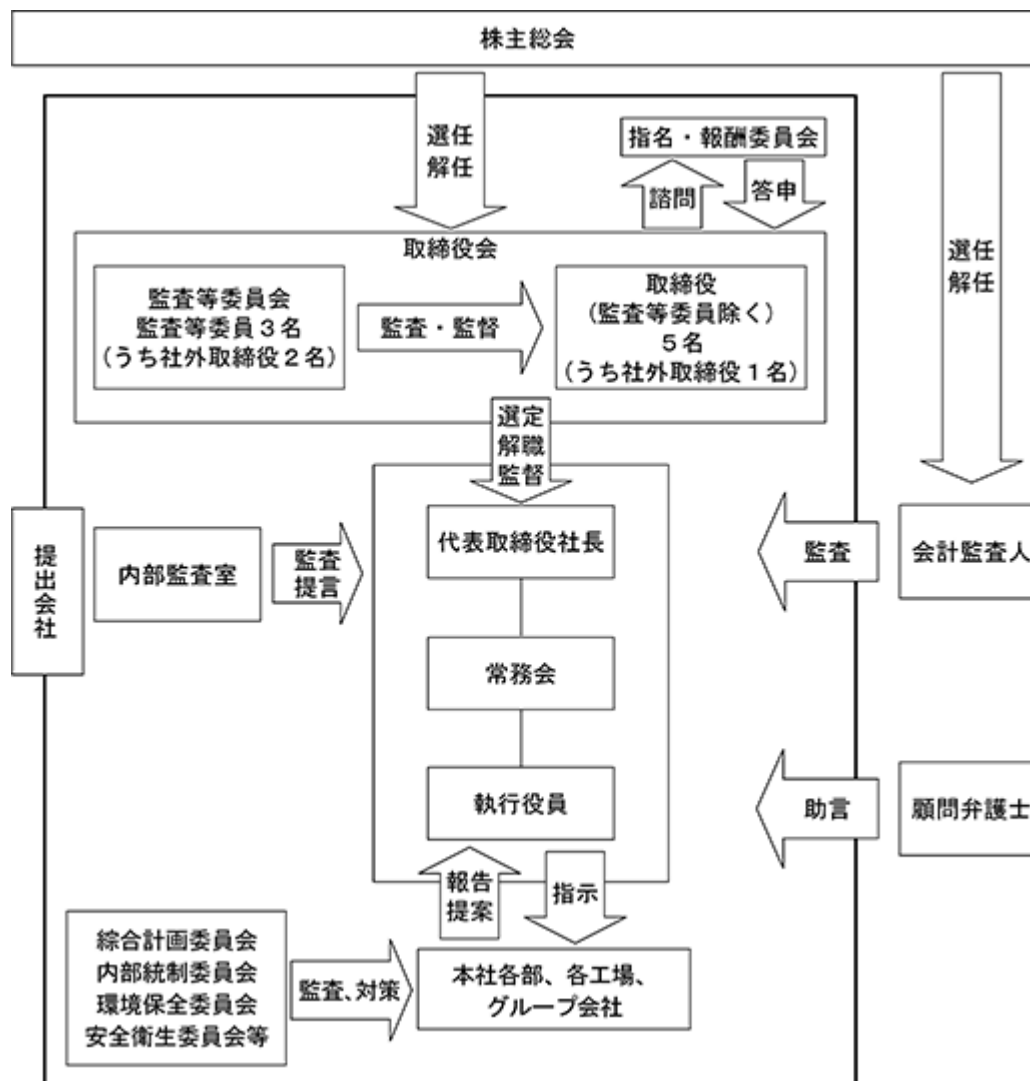 株主総会
選任
解任
指名・報酬委員会
諮問
答申
選任
解任
取締役会
監査等委員会
監査等委員３名
(うち社外取締役２名)
監査・監督
取締役
(監査等委員除く)
５名
(うち社外取締役１名)
選定
解職
監督
提出会社
内部監査室
監査
提言
代表取締役社長
監査
会計監査人
常務会
執行役員
助言
顧問弁護士
報告
提案
指示
綜合計画委員会
内部統制委員会
環境保全委員会
安全衛生委員会等
監査、対策
本社各部、各工場、
グループ会社